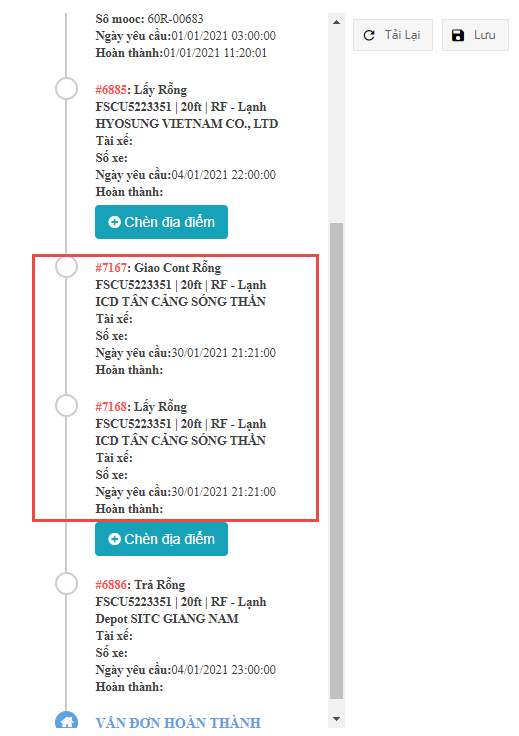 Số mooc: 60R-00683
Ngày yêu cầu:01/01/2021 03:00:00
Hoàn thành:01/01/2021 11:20:01
Tải Lại
Lưu
#6885: Lấy Rỗng
FSCU5223351 | 20ft | RF - Lạnh
HYOSUNG VIETNAM CO., LTD
Tài xế:
Số xe:
Ngày yêu cầu:04/01/2021 22:00:00
Hoàn thành:
Chèn địa điểm
#7167: Giao Cont Rỗng
FSCU5223351 | 20ft | RF - Lạnh
ICD TÂN CẢNG SÓNG THẦN
Tài xế:
Số xe:
Ngày yêu cầu:30/01/2021 21:21:00
Hoàn thành:
#7168: Lấy Rỗng
FSCU5223351 | 20ft | RF - Lạnh
ICD TÂN CẢNG SÓNG THẦN
Tài xế:
Số xe:
Ngày yêu cầu:30/01/2021 21:21:00
Hoàn thành:
Chèn địa điểm
#6886: Trả Rỗng
FSCU5223351 | 20ft | RF - Lạnh
Depot SITC GIANG NAM
Tài xế:
Số xe:
Ngày yêu cầu:04/01/2021 23:00:00
Hoàn thành:
VẬN ĐƠN HOÀN THÀNH